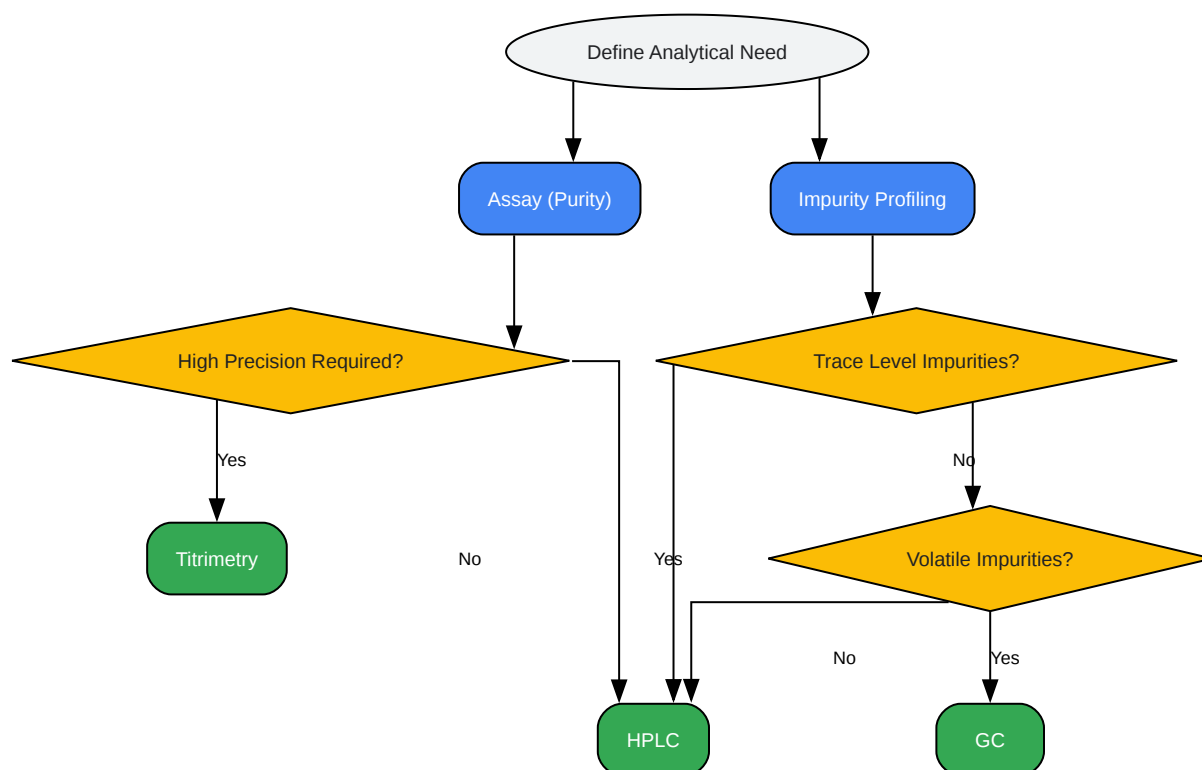 Define Analytical Need
Assay (Purity)
Impurity Profiling
High Precision Required?
Trace Level Impurities?
Yes
No
Titrimetry
No
Yes
Volatile Impurities?
No
Yes
HPLC
GC